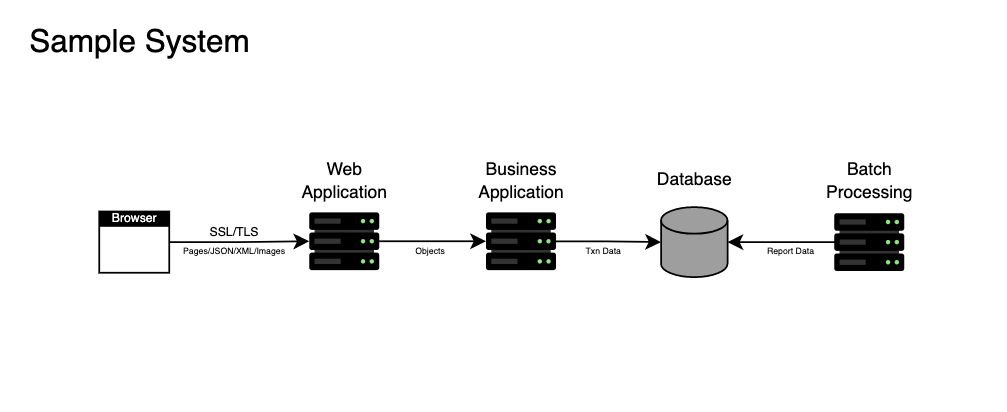 Sample System
Web
Application
Business
Application
Database
Batch
Processing
Browser
SSL/TLS
Pages/JSON/XML/Images
Objects
Txn Data
Report Data